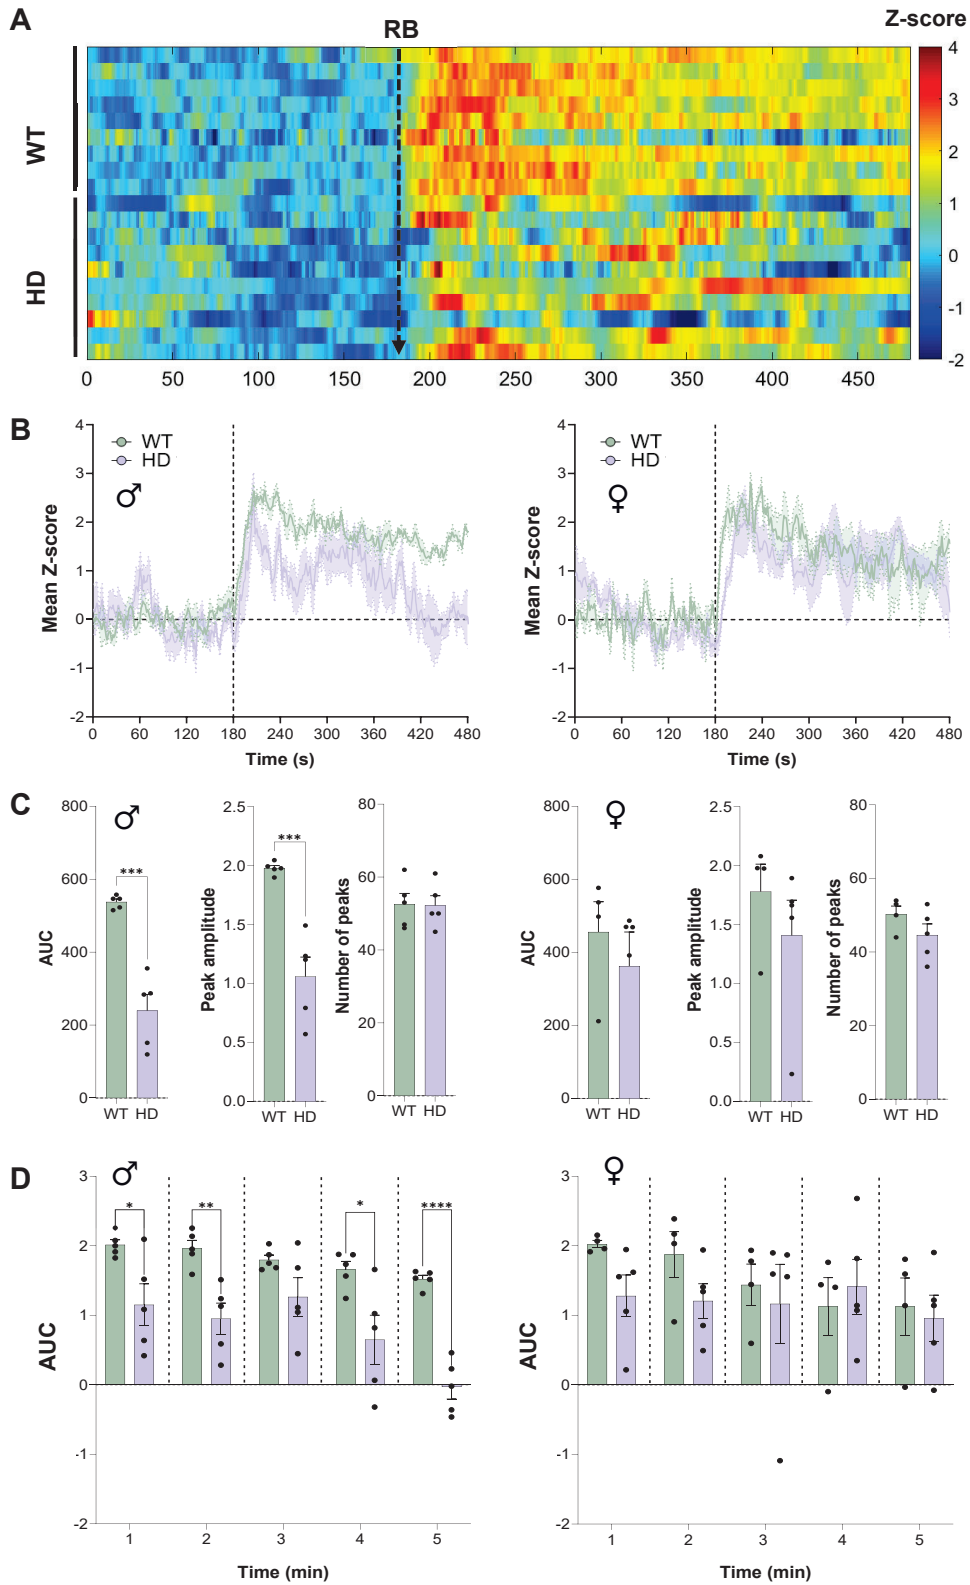 A
RB
Z-score
WT
HD
4
3
2
1
0
-1
-2
0 50 100 150 200 250 300 350 400 450
B
Mean Z-score
4
3
2
1
0
-1
-2
WT
HD
♂
0 60 120 180 240 300 360 420 480
Time (s)
Mean Z-score
4
3
2
1
0
-1
-2
WT
HD
♀
0 60 120 180 240 300 360 420 480
Time (s)
C
♂
AUC
800
600
400
200
0
***
WT HD
Peak amplitude
2.5
2.0
1.5
1.0
0.5
0.0
***
WT HD
Number of peaks
80
60
40
20
0
WT HD
♀
AUC
800
600
400
200
0
WT HD
Peak amplitude
2.5
2.0
1.5
1.0
0.5
0.0
WT HD
Number of peaks
80
60
40
20
0
WT HD
D
♂
AUC
3
2
1
0
-1
-2
* ** * ****
1 2 3 4 5
Time (min)
♀
AUC
3
2
1
0
-1
-2
1 2 3 4 5
Time (min)